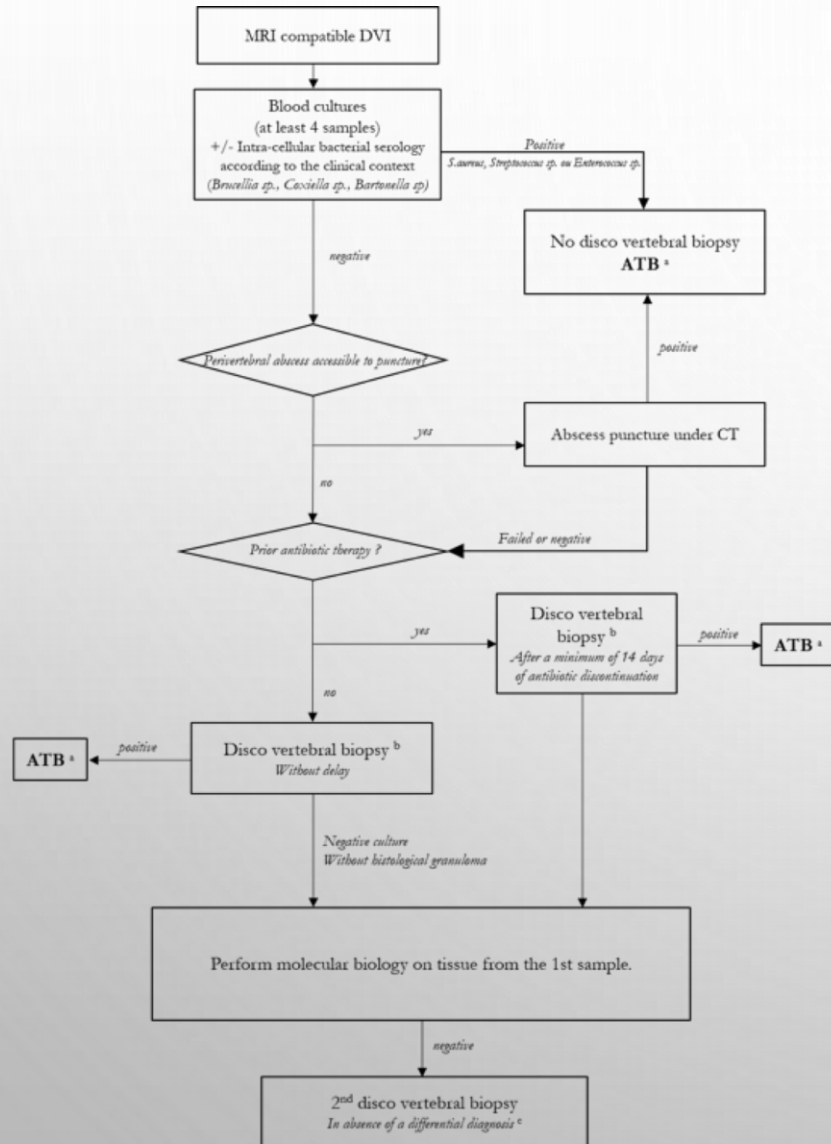 MRI compatible DVI
Blood cultures
(at least 4 samples)
+/- Intra-cellular bacterial serology
according to the clinical context
(Brucellia sp., Coxiella sp., Bartonella sp)
Positive
S.aureus, Streptococcus sp. ou Enterococcus sp.
No disco vertebral biopsy
ATB ᵃ
negative
positive
Perivertebral abscess accessible to puncture?
yes
Abscess puncture under CT
no
Failed or negative
Prior antibiotic therapy ?
yes
Disco vertebral
biopsy ᵇ
After a minimum of 14 days
of antibiotic discontinuation
positive
ATB ᵃ
no
ATB ᵃ
positive
Disco vertebral biopsy ᵇ
Without delay
Negative culture
Without histological granuloma
Perform molecular biology on tissue from the 1st sample.
negative
2ⁿᵈ disco vertebral biopsy
In absence of a differential diagnosis ᶜ